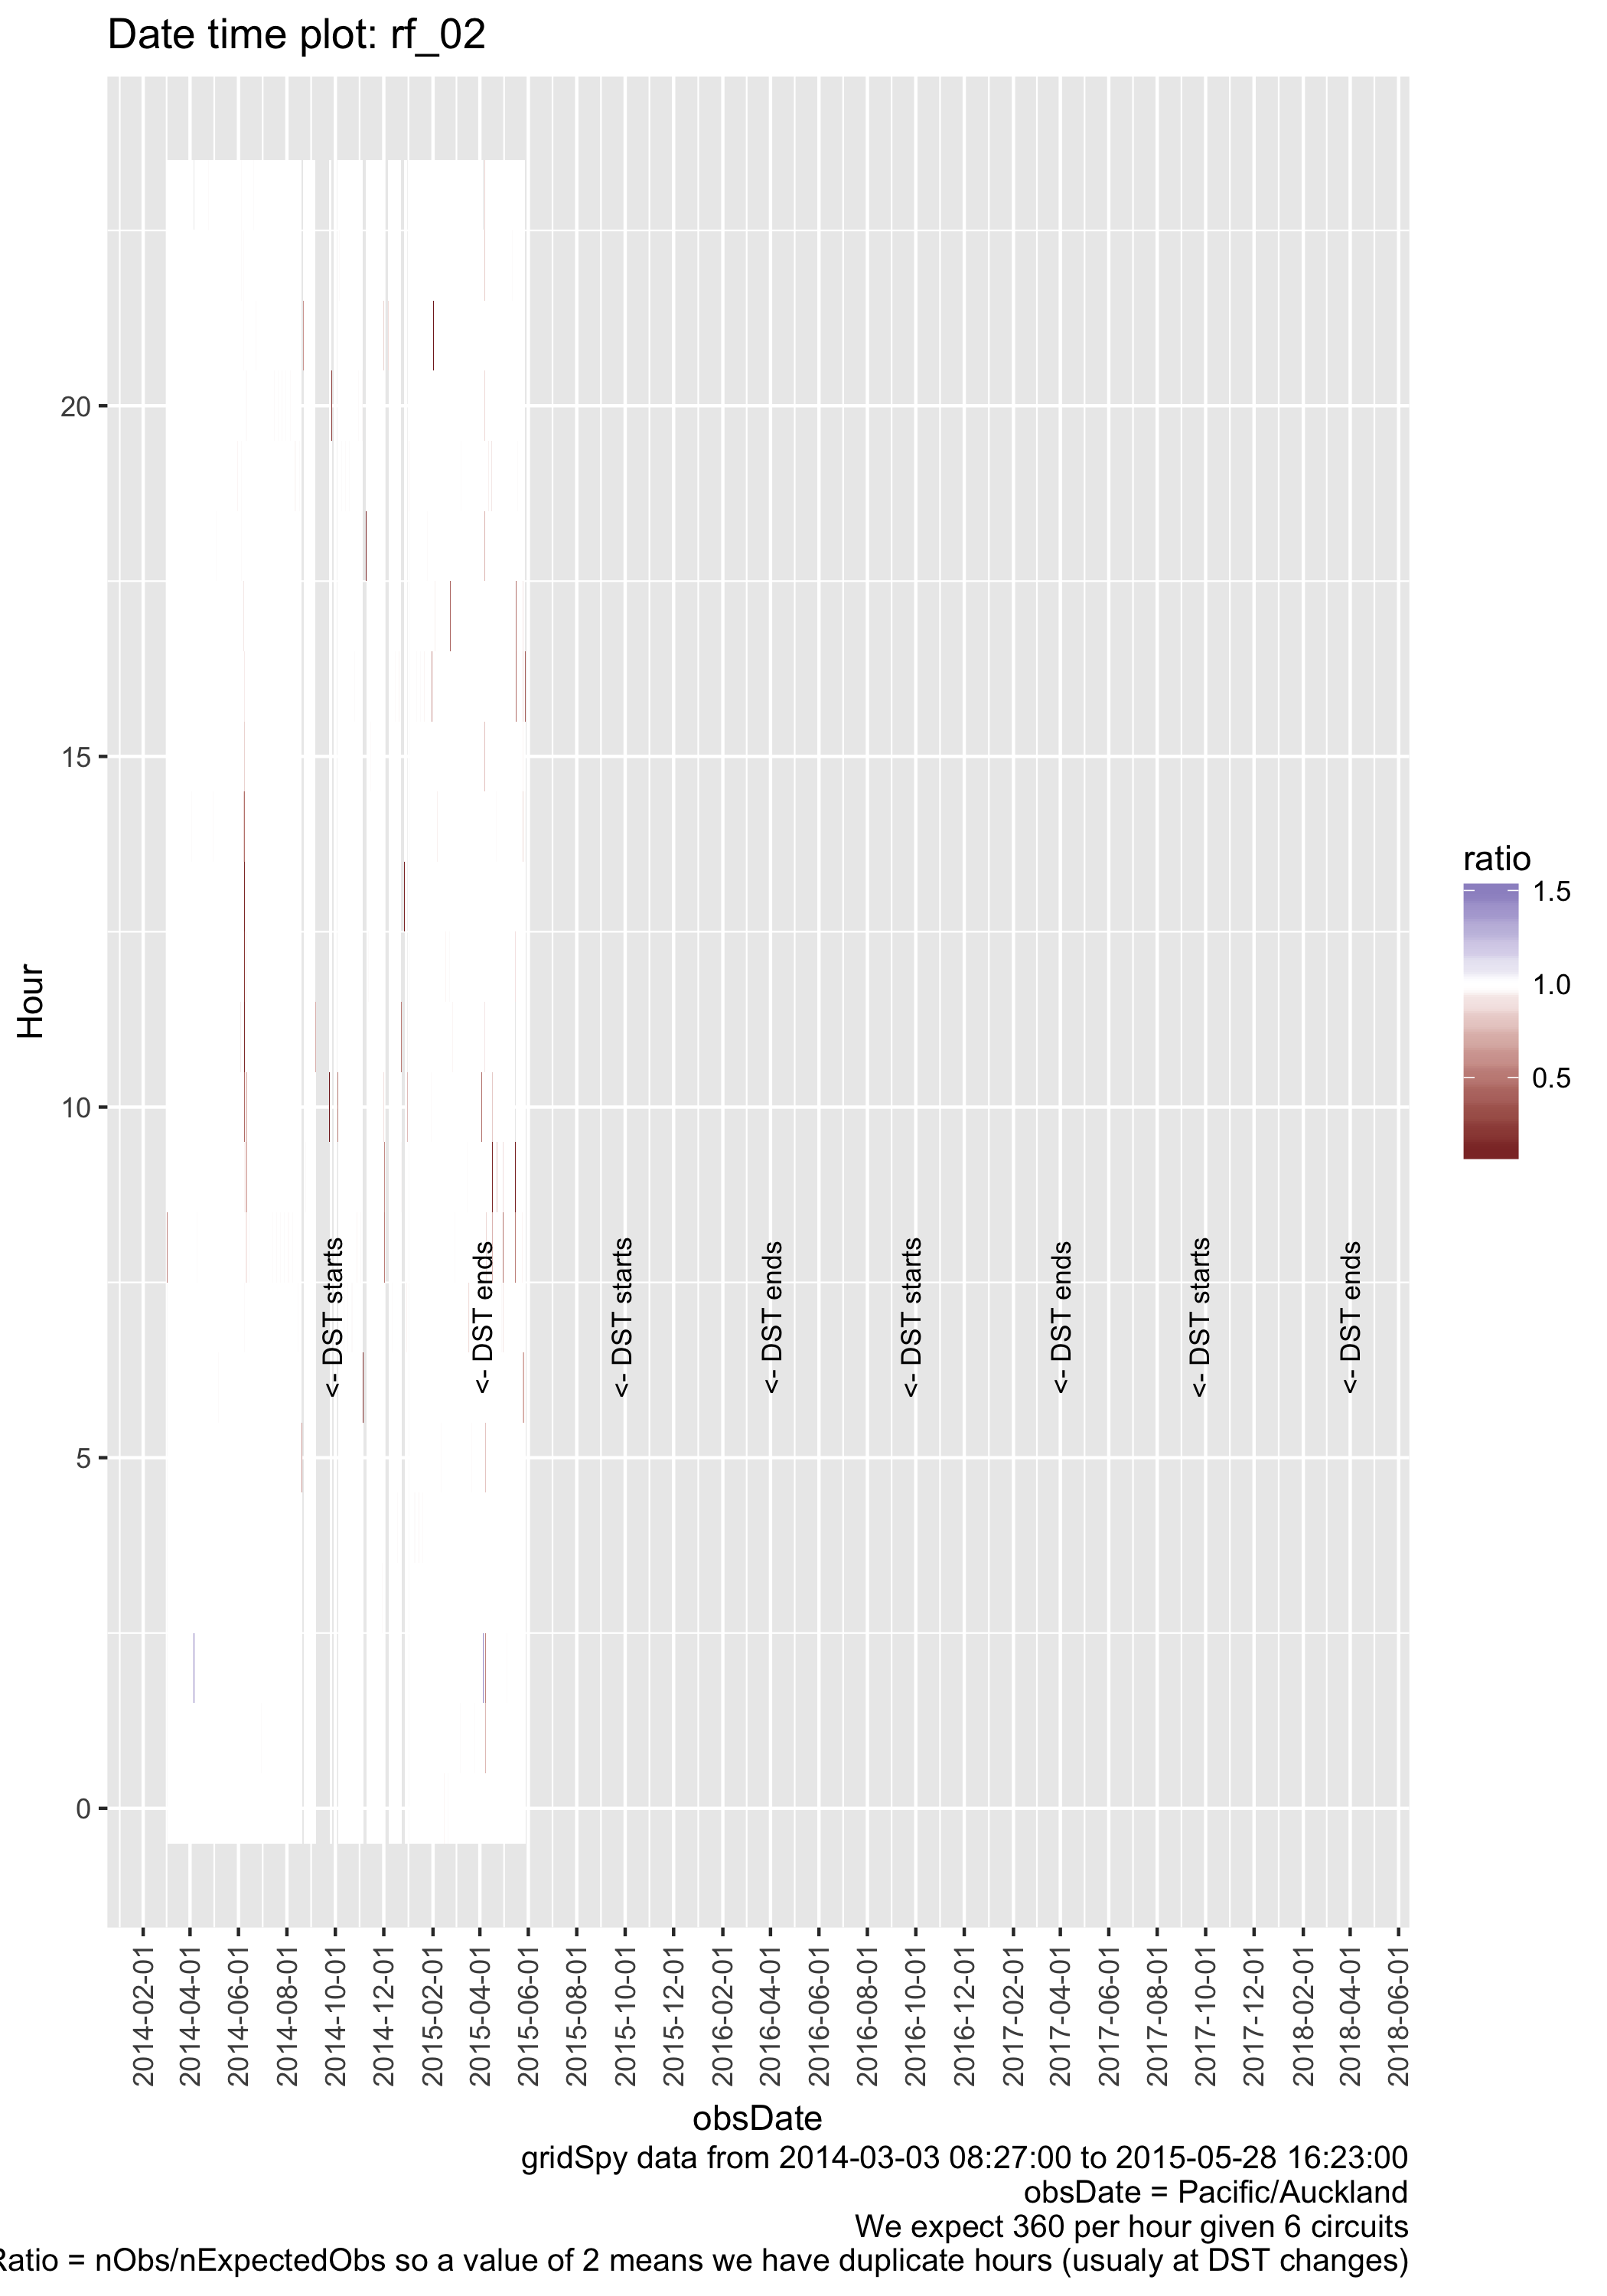 Date time plot: rf_02
Hour
20
15
10
5
0
<- DST starts
<- DST ends
<- DST starts
<- DST ends
<- DST starts
<- DST ends
<- DST starts
<- DST ends
ratio
1.5
1.0
0.5
2014-02-01
2014-04-01
2014-06-01
2014-08-01
2014-10-01
2014-12-01
2015-02-01
2015-04-01
2015-06-01
2015-08-01
2015-10-01
2015-12-01
2016-02-01
2016-04-01
2016-06-01
2016-08-01
2016-10-01
2016-12-01
2017-02-01
2017-04-01
2017-06-01
2017-08-01
2017-10-01
2017-12-01
2018-02-01
2018-04-01
2018-06-01
obsDate
gridSpy data from 2014-03-03 08:27:00 to 2015-05-28 16:23:00
obsDate = Pacific/Auckland
We expect 360 per hour given 6 circuits
Ratio = nObs/nExpectedObs so a value of 2 means we have duplicate hours (usualy at DST changes)